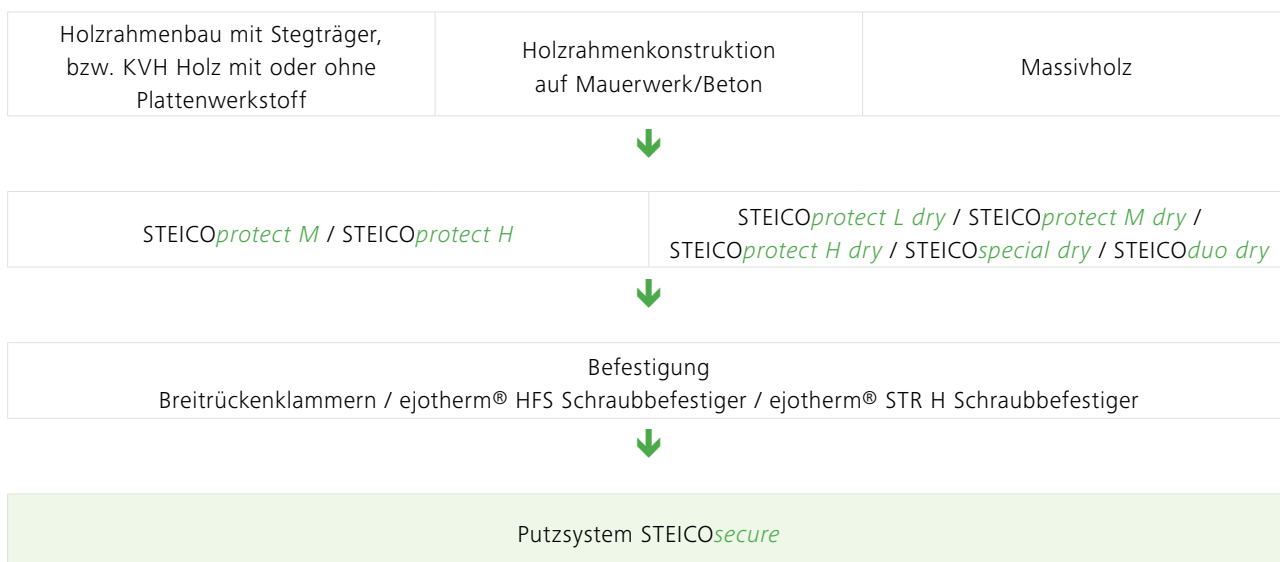 Holzrahmenbau mit Stegträger,
bzw. KVH Holz mit oder ohne
Plattenwerkstoff
Holzrahmenkonstruktion
auf Mauerwerk/Beton
Massivholz
STEICOprotect M / STEICOprotect H
STEICOprotect L dry / STEICOprotect M dry /
STEICOprotect H dry / STEICOspecial dry / STEICOduo dry
Befestigung
Breitrückenklammern / ejotherm® HFS Schraubbefestiger / ejotherm® STR H Schraubbefestiger
Putzsystem STEICOsecure